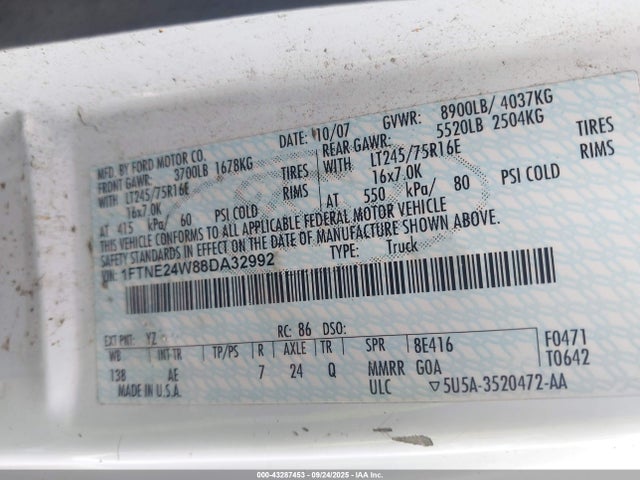 MFD. BY FORD MOTOR CO. DATE: 10/07 GVWR: 8900LB/ 4037KG
FRONT GAWR: 3700LB 1678KG REAR GAWR: 5520LB 2504KG
WITH LT245/75R16E TIRES WITH LT245/75R16E TIRES
16x7.0K RIMS 16x7.0K RIMS
AT 415 kPa/ 60 PSI COLD AT 550 kPa/ 80 PSI COLD
THIS VEHICLE CONFORMS TO ALL APPLICABLE FEDERAL MOTOR VEHICLE
SAFETY STANDARDS IN EFFECT ON THE DATE OF MANUFACTURE SHOWN ABOVE.
VIN: 1FTNE24W88DA32992 TYPE: Truck
EXT PNT: YZ RC: 86 DSO:
WB INT TR TP/PS R AXLE TR SPR 8E416 F0471
138 AE 7 24 Q MMRR GOA T0642
MADE IN U.S.A. ULC ▽5U5A-3520472-AA
000-43287453 - 09/24/2025 - IAA Inc.